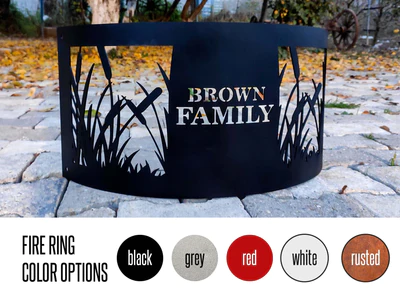 BROWN
FAMILY
FIRE RING
COLOR OPTIONS
black
grey
red
white
rusted